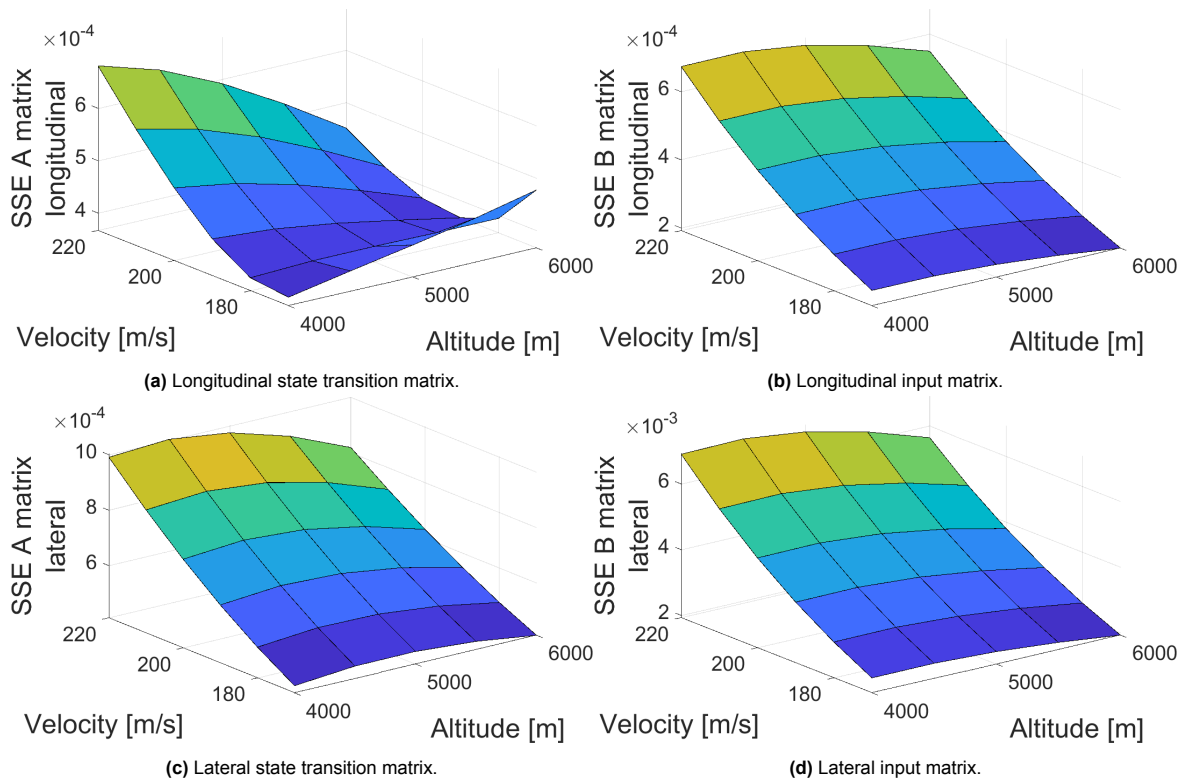 ×10-4
6
5
4
SSE A matrix
longitudinal
220
200
180
Velocity [m/s]
4000
5000
6000
Altitude [m]
(a) Longitudinal state transition matrix.
×10-4
6
4
2
SSE B matrix
longitudinal
220
200
180
Velocity [m/s]
4000
5000
6000
Altitude [m]
(b) Longitudinal input matrix.
×10-4
10
8
6
SSE A matrix
lateral
220
200
180
Velocity [m/s]
4000
5000
6000
Altitude [m]
(c) Lateral state transition matrix.
×10-3
6
4
2
SSE B matrix
lateral
220
200
180
Velocity [m/s]
4000
5000
6000
Altitude [m]
(d) Lateral input matrix.